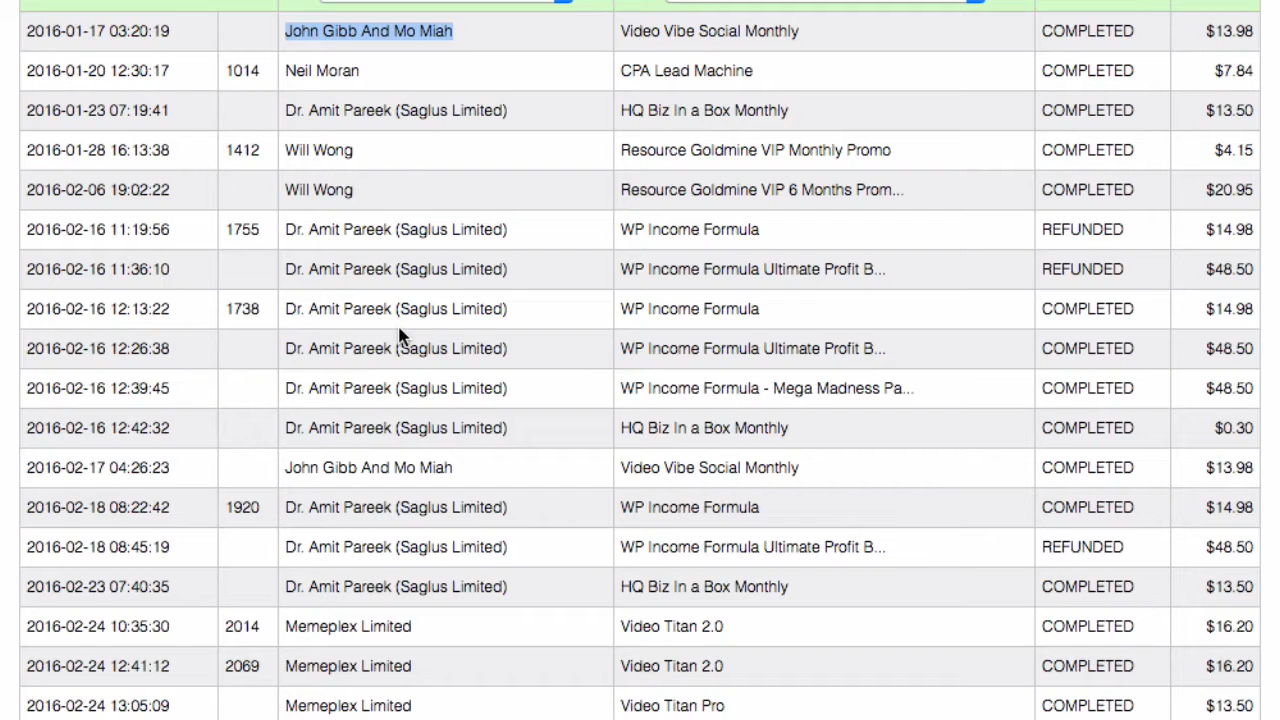 2016-01-17 03:20:19 John Gibb And Mo Miah Video Vibe Social Monthly COMPLETED $13.98
2016-01-20 12:30:17 1014 Neil Moran CPA Lead Machine COMPLETED $7.84
2016-01-23 07:19:41 Dr. Amit Pareek (Saglus Limited) HQ Biz In a Box Monthly COMPLETED $13.50
2016-01-28 16:13:38 1412 Will Wong Resource Goldmine VIP Monthly Promo COMPLETED $4.15
2016-02-06 19:02:22 Will Wong Resource Goldmine VIP 6 Months Prom... COMPLETED $20.95
2016-02-16 11:19:56 1755 Dr. Amit Pareek (Saglus Limited) WP Income Formula REFUNDED $14.98
2016-02-16 11:36:10 Dr. Amit Pareek (Saglus Limited) WP Income Formula Ultimate Profit B... REFUNDED $48.50
2016-02-16 12:13:22 1738 Dr. Amit Pareek (Saglus Limited) WP Income Formula COMPLETED $14.98
2016-02-16 12:26:38 Dr. Amit Pareek (Saglus Limited) WP Income Formula Ultimate Profit B... COMPLETED $48.50
2016-02-16 12:39:45 Dr. Amit Pareek (Saglus Limited) WP Income Formula - Mega Madness Pa... COMPLETED $48.50
2016-02-16 12:42:32 Dr. Amit Pareek (Saglus Limited) HQ Biz In a Box Monthly COMPLETED $0.30
2016-02-17 04:26:23 John Gibb And Mo Miah Video Vibe Social Monthly COMPLETED $13.98
2016-02-18 08:22:42 1920 Dr. Amit Pareek (Saglus Limited) WP Income Formula COMPLETED $14.98
2016-02-18 08:45:19 Dr. Amit Pareek (Saglus Limited) WP Income Formula Ultimate Profit B... REFUNDED $48.50
2016-02-23 07:40:35 Dr. Amit Pareek (Saglus Limited) HQ Biz In a Box Monthly COMPLETED $13.50
2016-02-24 10:35:30 2014 Memeplex Limited Video Titan 2.0 COMPLETED $16.20
2016-02-24 12:41:12 2069 Memeplex Limited Video Titan 2.0 COMPLETED $16.20
2016-02-24 13:05:09 Memeplex Limited Video Titan Pro COMPLETED $13.50